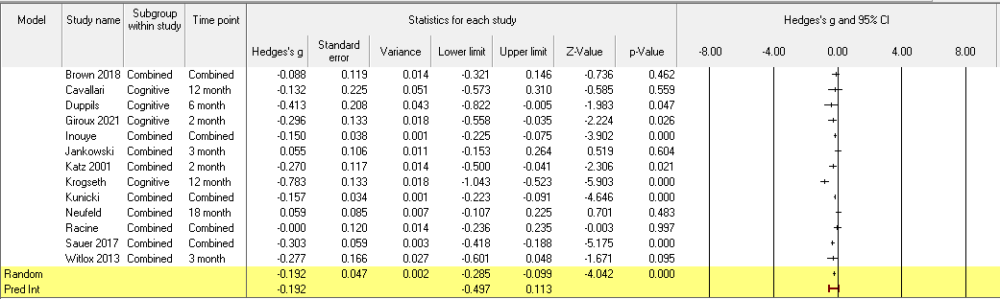 Model Study name Subgroup within study Time point Statistics for each study Hedges's g and 95% CI
Hedges's g Standard error Variance Lower limit Upper limit Z-Value p-Value -8.00 -4.00 0.00 4.00 8.00
Brown 2018 Combined Combined -0.088 0.119 0.014 -0.321 0.146 -0.736 0.462
Cavallari Cognitive 12 month -0.132 0.225 0.051 -0.573 0.310 -0.585 0.559
Duppils Cognitive 6 month -0.413 0.208 0.043 -0.822 -0.005 -1.983 0.047
Giroux 2021 Cognitive 2 month -0.296 0.133 0.018 -0.558 -0.035 -2.224 0.026
Inouye Combined Combined -0.150 0.038 0.001 -0.225 -0.075 -3.902 0.000
Jankowski Combined 3 month 0.055 0.106 0.011 -0.153 0.264 0.519 0.604
Katz 2001 Combined 2 month -0.270 0.117 0.014 -0.500 -0.041 -2.306 0.021
Krogseth Cognitive 12 month -0.783 0.133 0.018 -1.043 -0.523 -5.903 0.000
Kunicki Combined Combined -0.157 0.034 0.001 -0.223 -0.091 -4.646 0.000
Neufeld Combined 18 month 0.059 0.085 0.007 -0.107 0.225 0.701 0.483
Racine Combined Combined -0.000 0.120 0.014 -0.236 0.235 -0.003 0.997
Sauer 2017 Combined Combined -0.303 0.059 0.003 -0.418 -0.188 -5.175 0.000
Witlox 2013 Combined 3 month -0.277 0.166 0.027 -0.601 0.048 -1.671 0.095
Random -0.192 0.047 0.002 -0.285 -0.099 -4.042 0.000
Pred Int -0.192 -0.497 0.113